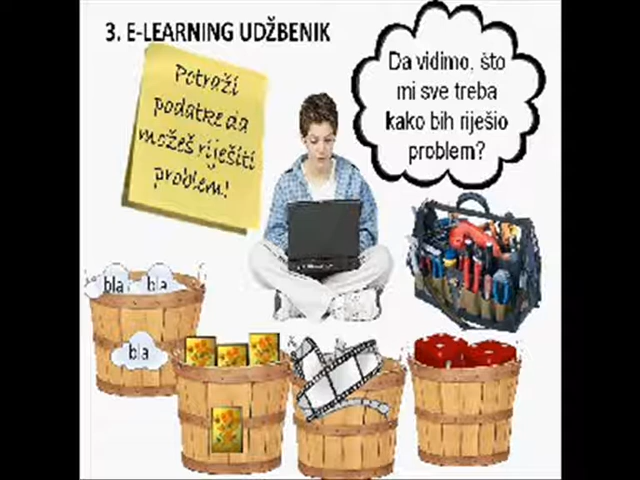 3. E-LEARNING UDŽBENIK
Potraži
podatke da
možeš riješiti
problem!
Da vidimo, što
mi sve treba
kako bih riješio
problem?
bla
bla
bla